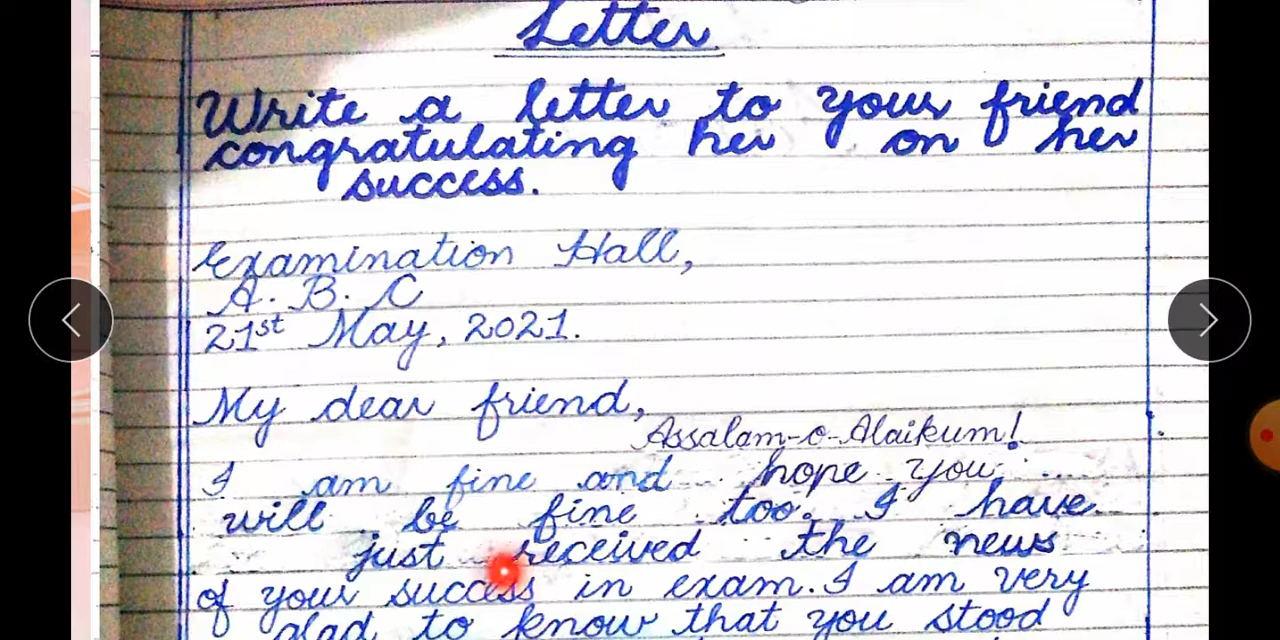 Letter
Write a letter to your friend
congratulating her on her
success.
Examination Hall,
A. B. C
21st May, 2021.
My dear friend,
Assalam-o-Alaikum!
I am fine and hope you
will be fine too. I have
just received the news
of your success in exam. I am very
glad to know that you stood